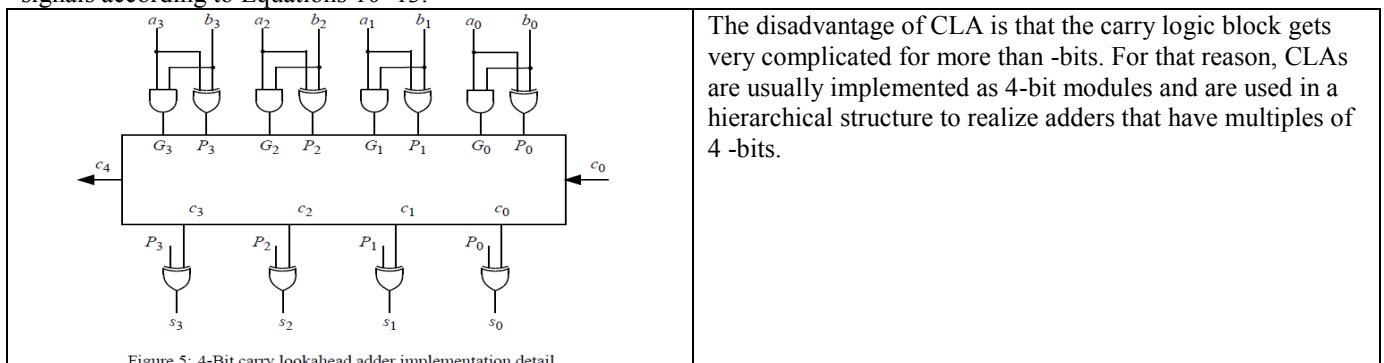 signals according to Equations 10–13.
a3 b3 a2 b2 a1 b1 a0 b0
G3 P3 G2 P2 G1 P1 G0 P0
c4 c0
c3 c2 c1 c0
P3 P2 P1 P0
s3 s2 s1 s0
Figure 5: 4-Bit carry lookahead adder implementation detail
The disadvantage of CLA is that the carry logic block gets
very complicated for more than -bits. For that reason, CLAs
are usually implemented as 4-bit modules and are used in a
hierarchical structure to realize adders that have multiples of
4 -bits.